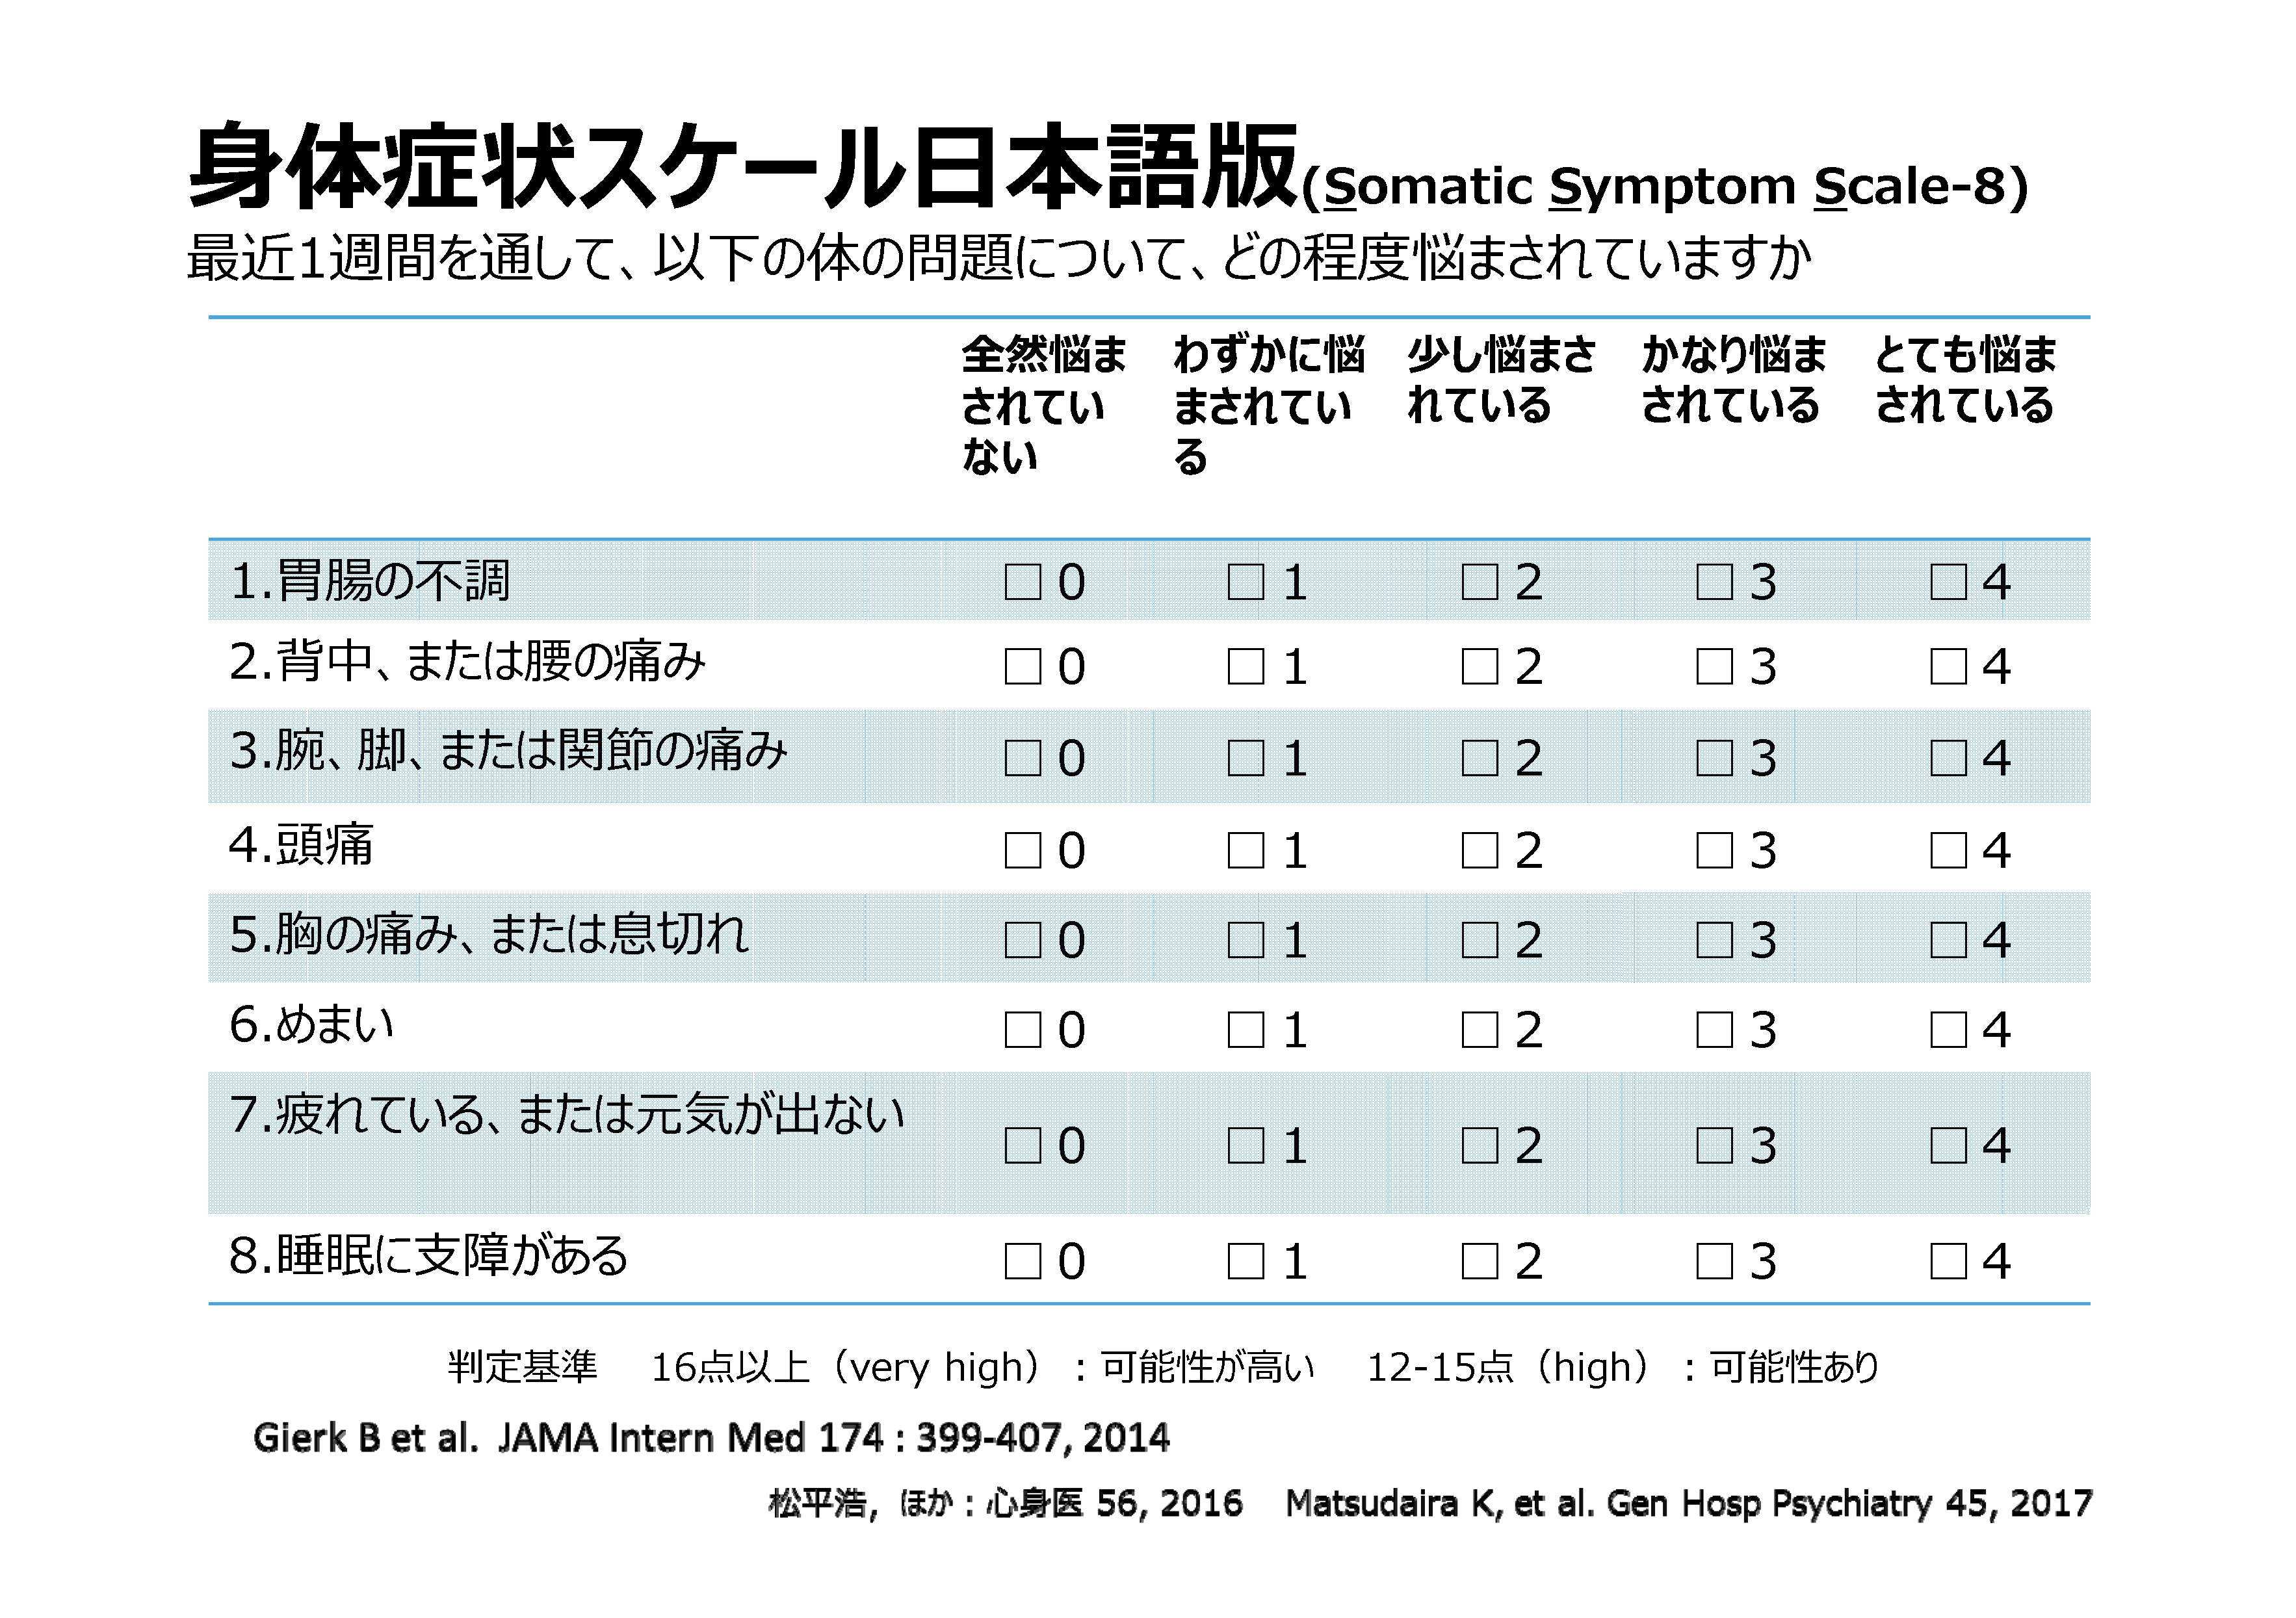 身体症状スケール日本語版(Somatic Symptom Scale-8)
最近1週間を通して、以下の体の問題について、どの程度悩まされていますか
全然悩まされていない わずかに悩まされている 少し悩まされている かなり悩まされている とても悩まされている
1.胃腸の不調 □ 0 □ 1 □ 2 □ 3 □ 4
2.背中、または腰の痛み □ 0 □ 1 □ 2 □ 3 □ 4
3.腕、脚、または関節の痛み □ 0 □ 1 □ 2 □ 3 □ 4
4.頭痛 □ 0 □ 1 □ 2 □ 3 □ 4
5.胸の痛み、または息切れ □ 0 □ 1 □ 2 □ 3 □ 4
6.めまい □ 0 □ 1 □ 2 □ 3 □ 4
7.疲れている、または元気が出ない □ 0 □ 1 □ 2 □ 3 □ 4
8.睡眠に支障がある □ 0 □ 1 □ 2 □ 3 □ 4
判定基準 16点以上（very high）：可能性が高い 12-15点（high）：可能性あり
Gierk B et al. JAMA Intern Med 174 : 399-407, 2014
松平浩, ほか：心身医 56, 2016 Matsudaira K, et al. Gen Hosp Psychiatry 45, 2017